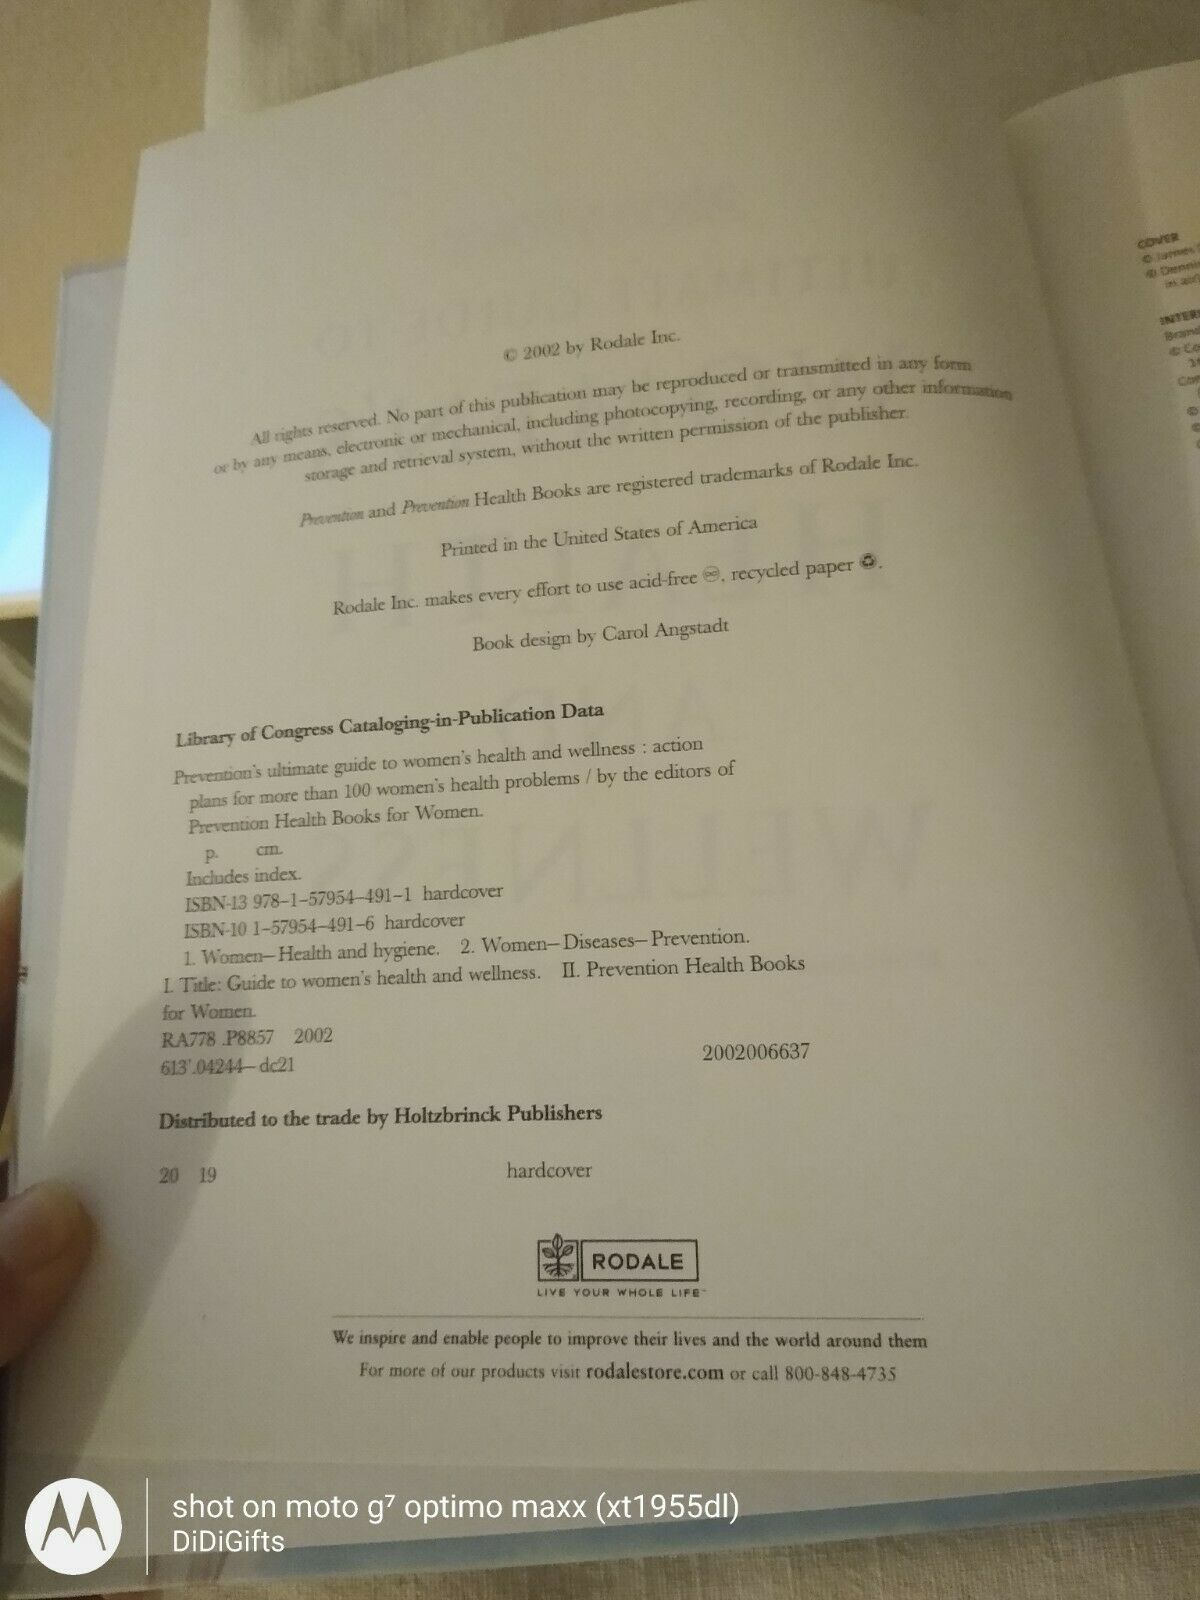 © 2002 by Rodale Inc.
All rights reserved. No part of this publication may be reproduced or transmitted in any form
or by any means, electronic or mechanical, including photocopying, recording, or any other information
storage and retrieval system, without the written permission of the publisher.
Prevention and Prevention Health Books are registered trademarks of Rodale Inc.
Printed in the United States of America
Rodale Inc. makes every effort to use acid-free ♾, recycled paper ♻.
Book design by Carol Angstadt
Library of Congress Cataloging-in-Publication Data
Prevention's ultimate guide to women's health and wellness : action
plans for more than 100 women's health problems / by the editors of
Prevention Health Books for Women.
p. cm.
Includes index.
ISBN-13 978–1–57954–491–1 hardcover
ISBN-10 1–57954–491–6 hardcover
1. Women—Health and hygiene. 2. Women—Diseases—Prevention.
I. Title: Guide to women's health and wellness. II. Prevention Health Books
for Women.
RA778 .P8857 2002
613'.04244—dc21
2002006637
Distributed to the trade by Holtzbrinck Publishers
20 19 hardcover
RODALE
LIVE YOUR WHOLE LIFE™
We inspire and enable people to improve their lives and the world around them
For more of our products visit rodalestore.com or call 800-848-4735
COVER
© James
© Denni
in ai
INTER
Brand
© Co
shot on moto g⁷ optimo maxx (xt1955dl)
DiDiGifts